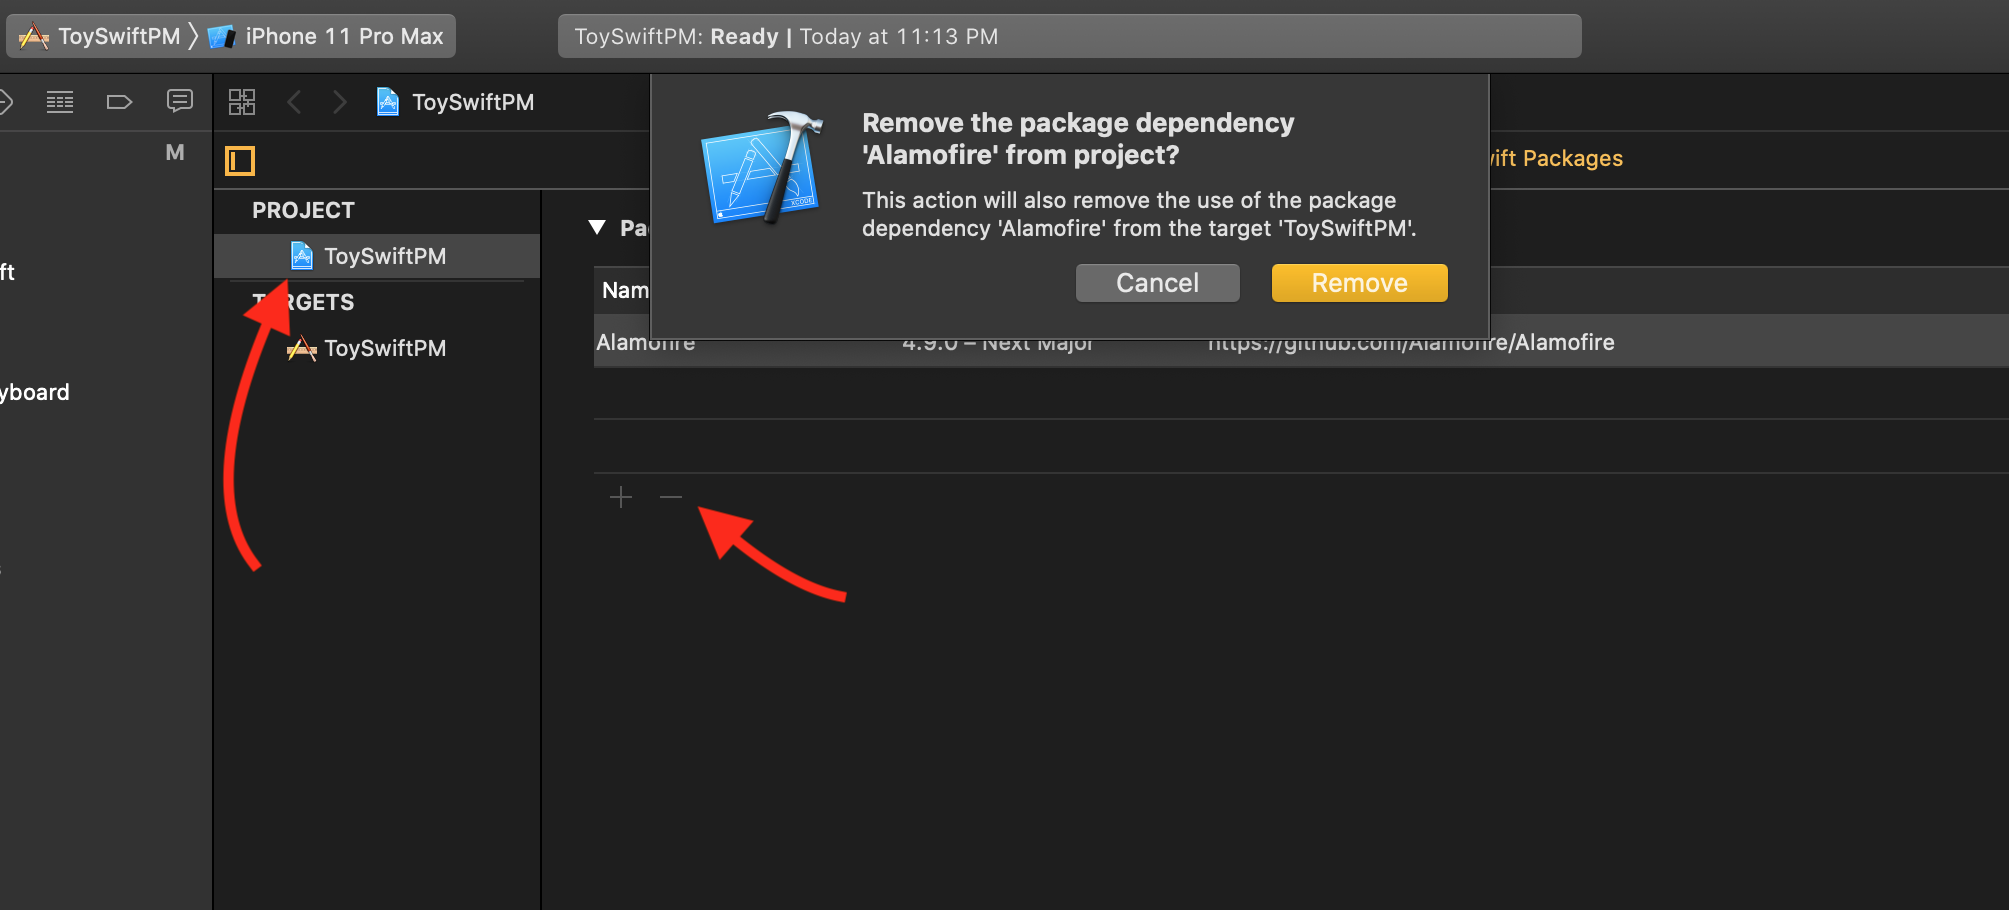 ToySwiftPM
iPhone 11 Pro Max
ToySwiftPM: Ready | Today at 11:13 PM
ToySwiftPM
M
Remove the package dependency
'Alamofire' from project?
This action will also remove the use of the package
dependency 'Alamofire' from the target 'ToySwiftPM'.
Cancel
Remove
ift Packages
PROJECT
ToySwiftPM
TARGETS
ToySwiftPM
ft
yboard
Pa
Nam
Alamofire
4.9.0 – Next Major
https://github.com/Alamofire/Alamofire
XCODE